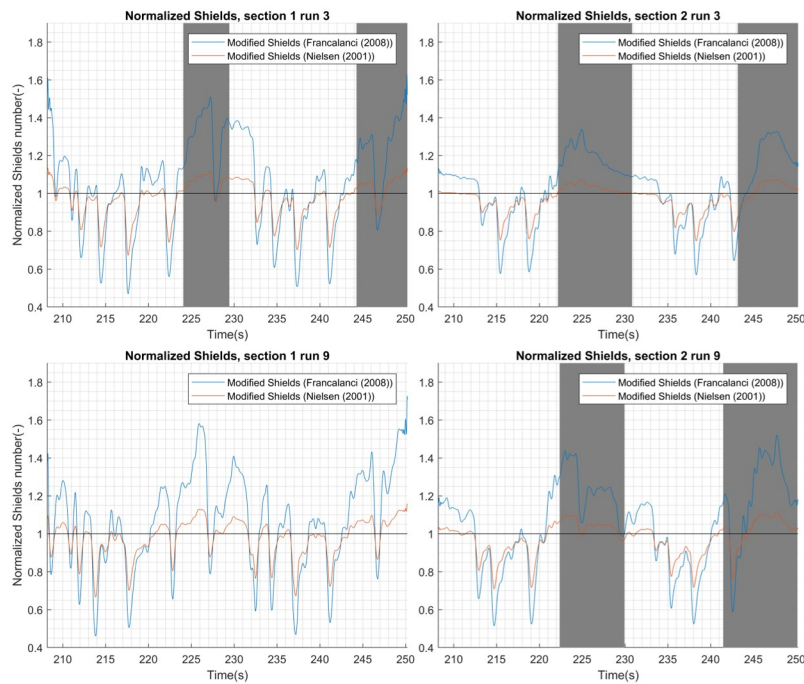 Normalized Shields, section 1 run 3
Modified Shields (Francalanci (2008))
Modified Shields (Nielsen (2001))
Normalized Shields number(-)
1.8
1.6
1.4
1.2
1
0.8
0.6
0.4
210 215 220 225 230 235 240 245 250
Time(s)
Normalized Shields, section 2 run 3
Modified Shields (Francalanci (2008))
Modified Shields (Nielsen (2001))
1.8
1.6
1.4
1.2
1
0.8
0.6
0.4
210 215 220 225 230 235 240 245 250
Time(s)
Normalized Shields, section 1 run 9
Modified Shields (Francalanci (2008))
Modified Shields (Nielsen (2001))
Normalized Shields number(-)
1.8
1.6
1.4
1.2
1
0.8
0.6
0.4
210 215 220 225 230 235 240 245 250
Time(s)
Normalized Shields, section 2 run 9
Modified Shields (Francalanci (2008))
Modified Shields (Nielsen (2001))
1.8
1.6
1.4
1.2
1
0.8
0.6
0.4
210 215 220 225 230 235 240 245 250
Time(s)